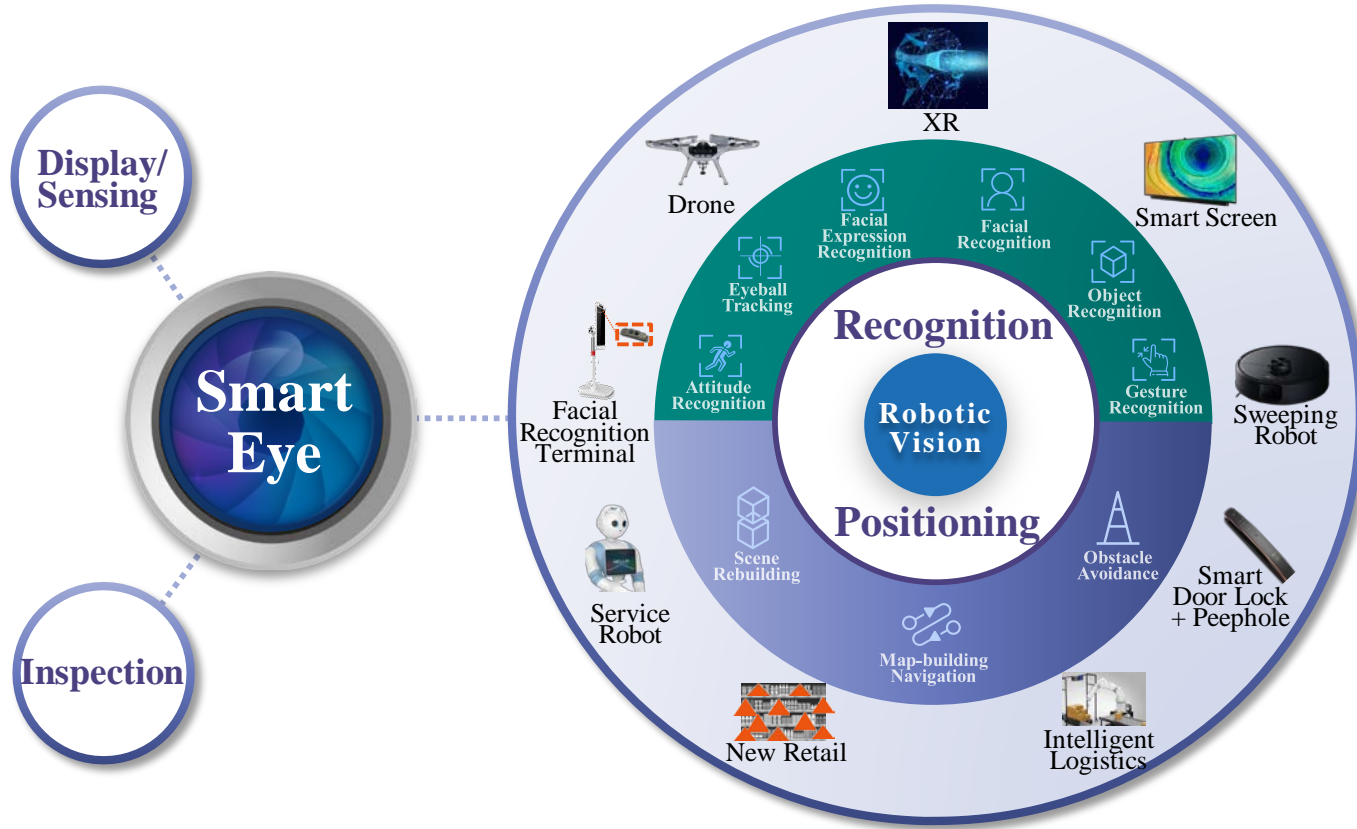 Display/
Sensing
Smart
Eye
Inspection
XR
Drone
Smart Screen
Facial
Recognition
Terminal
Sweeping
Robot
Service
Robot
Smart
Door Lock
+ Peephole
New Retail
Intelligent
Logistics
Facial
Expression
Recognition
Facial
Recognition
Eyeball
Tracking
Object
Recognition
Attitude
Recognition
Gesture
Recognition
Recognition
Robotic
Vision
Positioning
Scene
Rebuilding
Obstacle
Avoidance
Map-building
Navigation